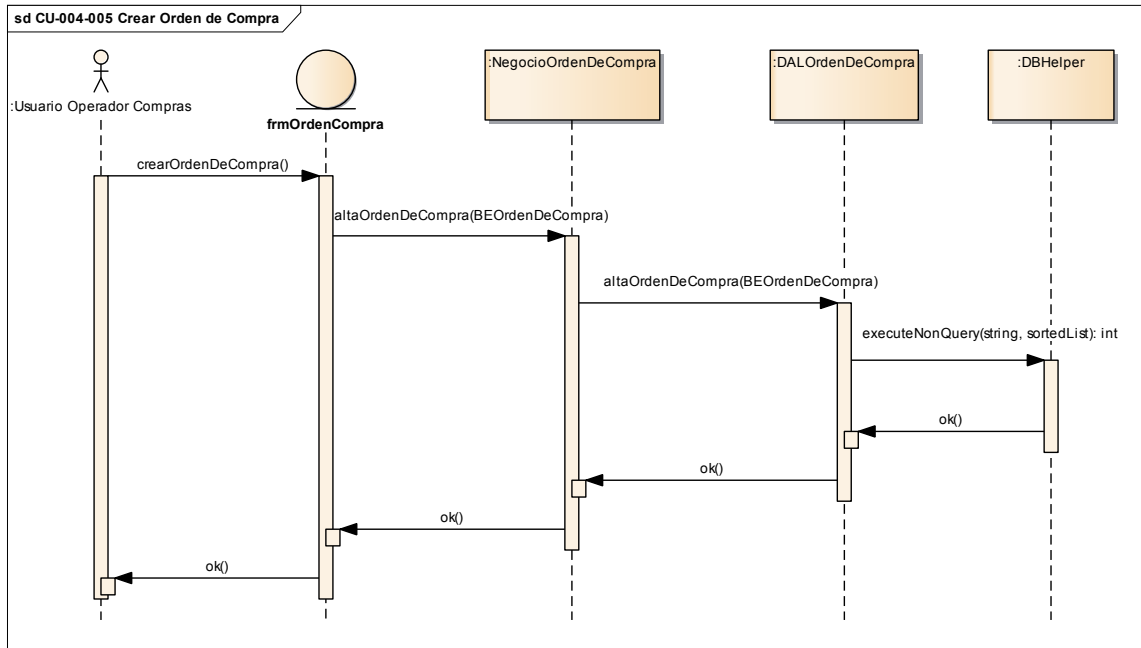 sd CU-004-005 Crear Orden de Compra
:Usuario Operador Compras
frmOrdenCompra
:NegocioOrdenDeCompra
:DALOrdenDeCompra
:DBHelper
crearOrdenDeCompra()
altaOrdenDeCompra(BEOrdenDeCompra)
altaOrdenDeCompra(BEOrdenDeCompra)
executeNonQuery(string, sortedList): int
ok()
ok()
ok()
ok()